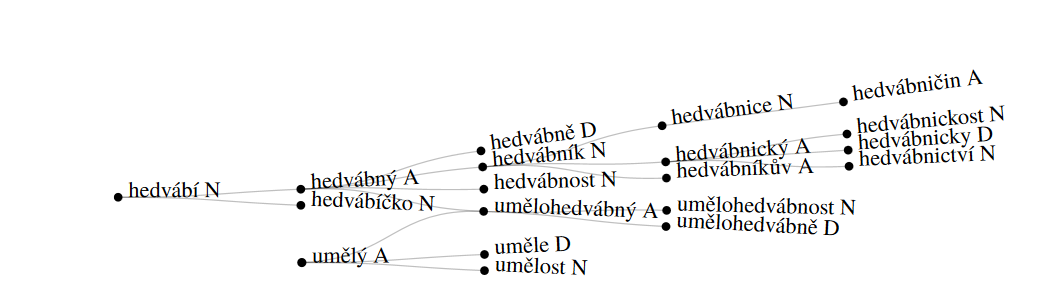 hedvábničin A
hedvábnice N
hedvábnickost N
hedvábně D
hedvábnický A
hedvábnicky D
hedvábník N
hedvábníkův A
hedvábnictví N
hedvábí N
hedvábný A
hedvábnost N
hedvábíčko N
umělohedvábný A
umělohedvábnost N
umělohedvábně D
umělý A
uměle D
umělost N